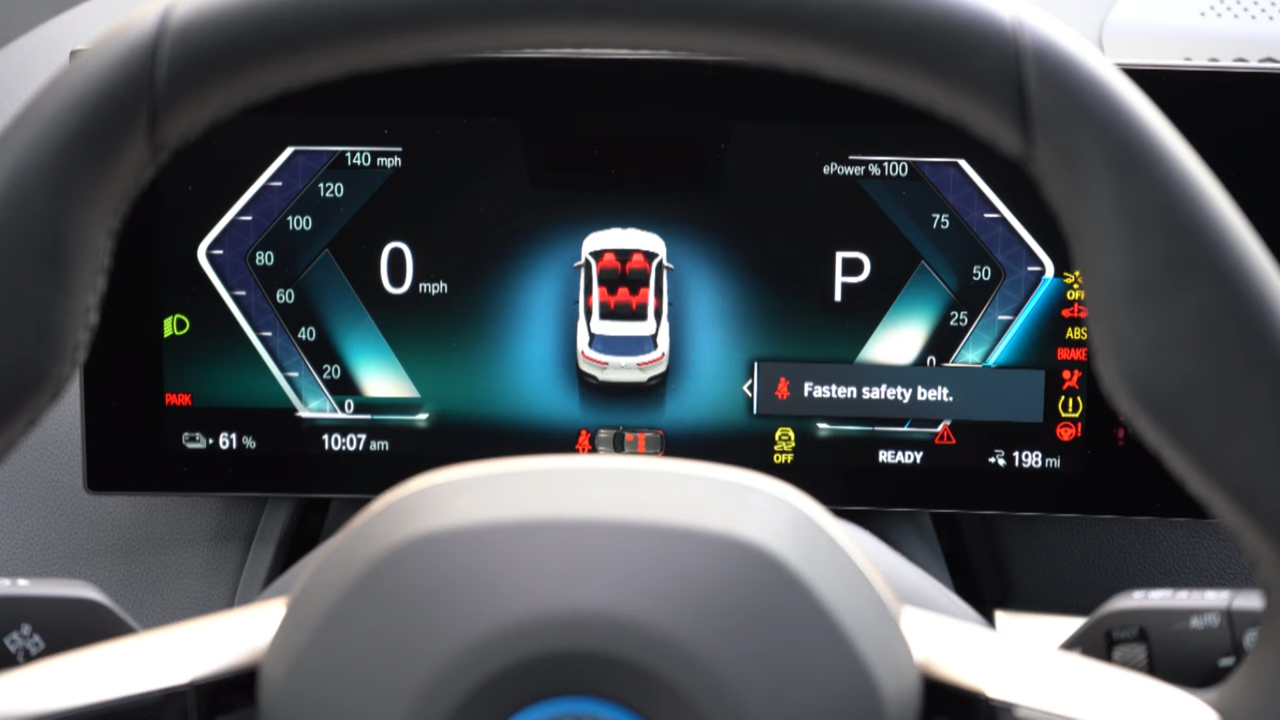 140 mph
120
100
80
60
40
20
0
0 mph
PARK
61 %
10:07 am
P
ePower % 100
75
50
25
0
Fasten safety belt.
OFF
READY
198 mi
OFF
ABS
BRAKE
AUTO